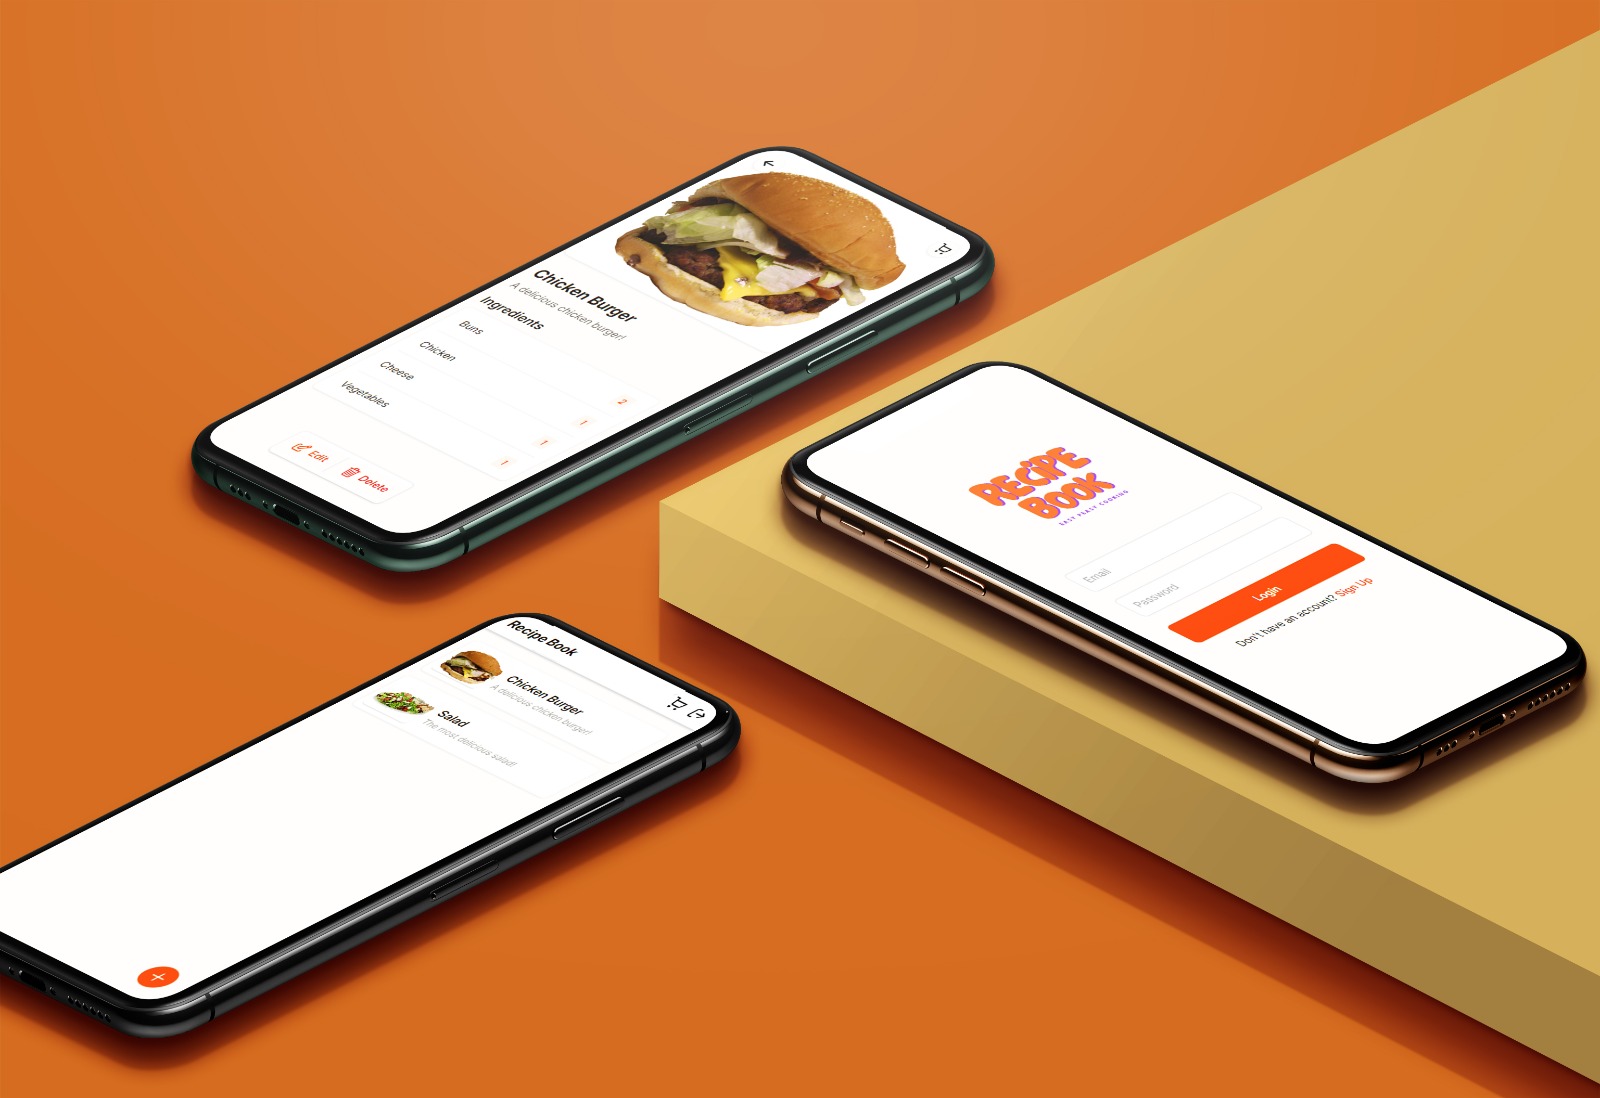 Chicken Burger
A delicious chicken burger!
Ingredients
Buns
2
Chicken
1
Cheese
1
Vegetables
1
Edit
Delete
RECIPE
BOOK
EASY PEASY COOKING
Email
Password
Login
Don't have an account? Sign Up
Recipe Book
Chicken Burger
A delicious chicken burger!
Salad
The most delicious salad!